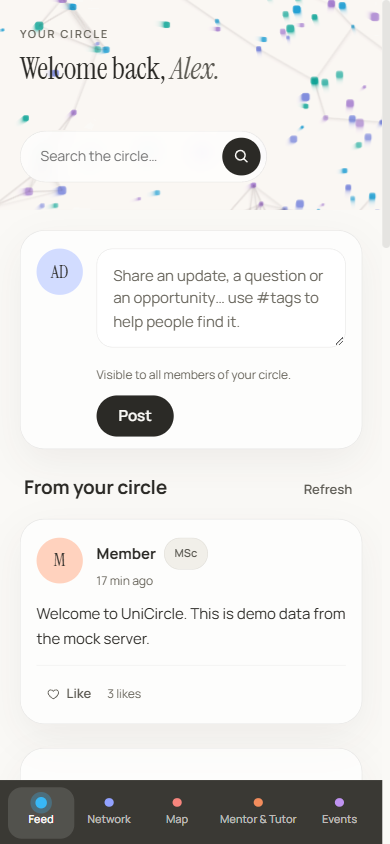 YOUR CIRCLE
Welcome back, Alex.
Search the circle...
AD
Share an update, a question or
an opportunity... use #tags to
help people find it.
Visible to all members of your circle.
Post
From your circle
Refresh
M
Member
MSc
17 min ago
Welcome to UniCircle. This is demo data from
the mock server.
Like
3 likes
Feed
Network
Map
Mentor & Tutor
Events